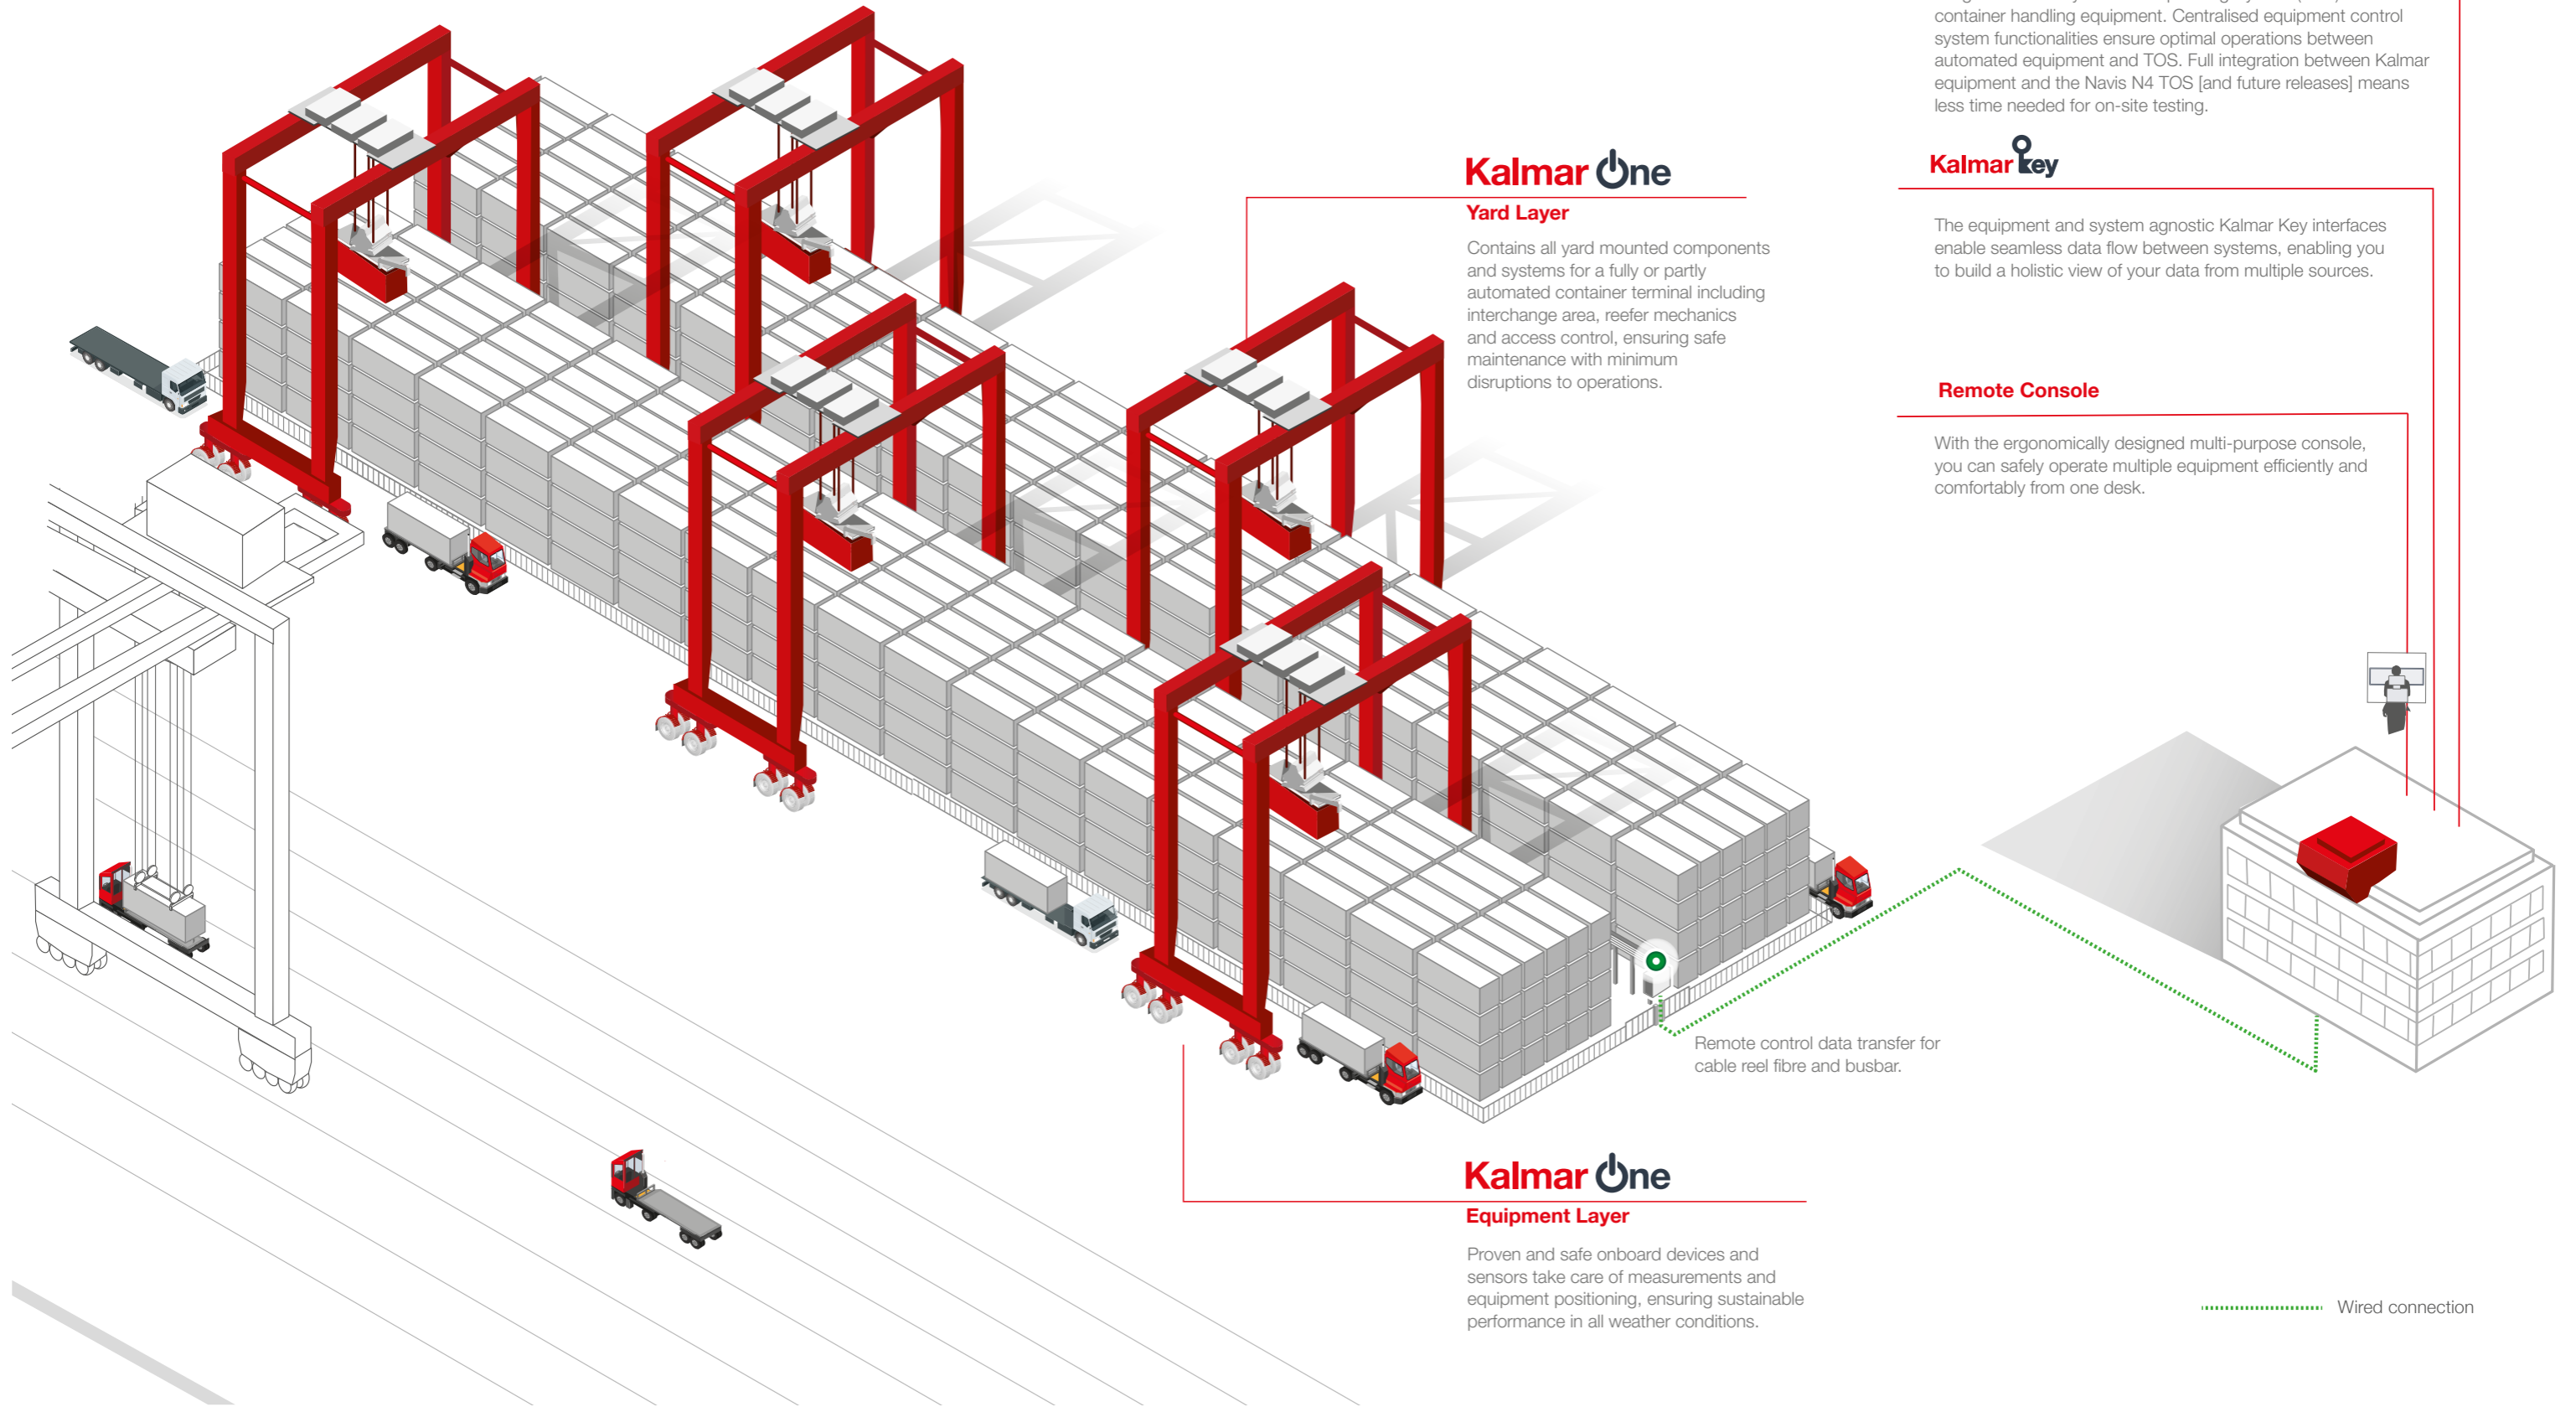 container handling equipment. Centralised equipment control
system functionalities ensure optimal operations between
automated equipment and TOS. Full integration between Kalmar
equipment and the Navis N4 TOS [and future releases] means
less time needed for on-site testing.
Kalmar One
Yard Layer
Contains all yard mounted components
and systems for a fully or partly
automated container terminal including
interchange area, reefer mechanics
and access control, ensuring safe
maintenance with minimum
disruptions to operations.
Kalmar key
The equipment and system agnostic Kalmar Key interfaces
enable seamless data flow between systems, enabling you
to build a holistic view of your data from multiple sources.
Remote Console
With the ergonomically designed multi-purpose console,
you can safely operate multiple equipment efficiently and
comfortably from one desk.
Remote control data transfer for
cable reel fibre and busbar.
Kalmar One
Equipment Layer
Proven and safe onboard devices and
sensors take care of measurements and
equipment positioning, ensuring sustainable
performance in all weather conditions.
Wired connection